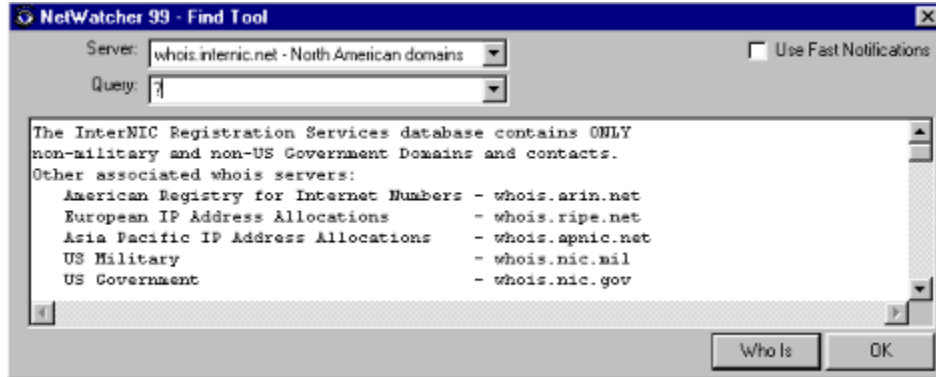 NetWatcher 99 - Find Tool
Server: whois.internic.net - North American domains
Use Fast Notifications
Query: ?
The InterNIC Registration Services database contains ONLY
non-military and non-US Government Domains and contacts.
Other associated whois servers:
American Registry for Internet Numbers - whois.arin.net
European IP Address Allocations - whois.ripe.net
Asia Pacific IP Address Allocations - whois.apnic.net
US Military - whois.nic.mil
US Government - whois.nic.gov
Who Is
OK